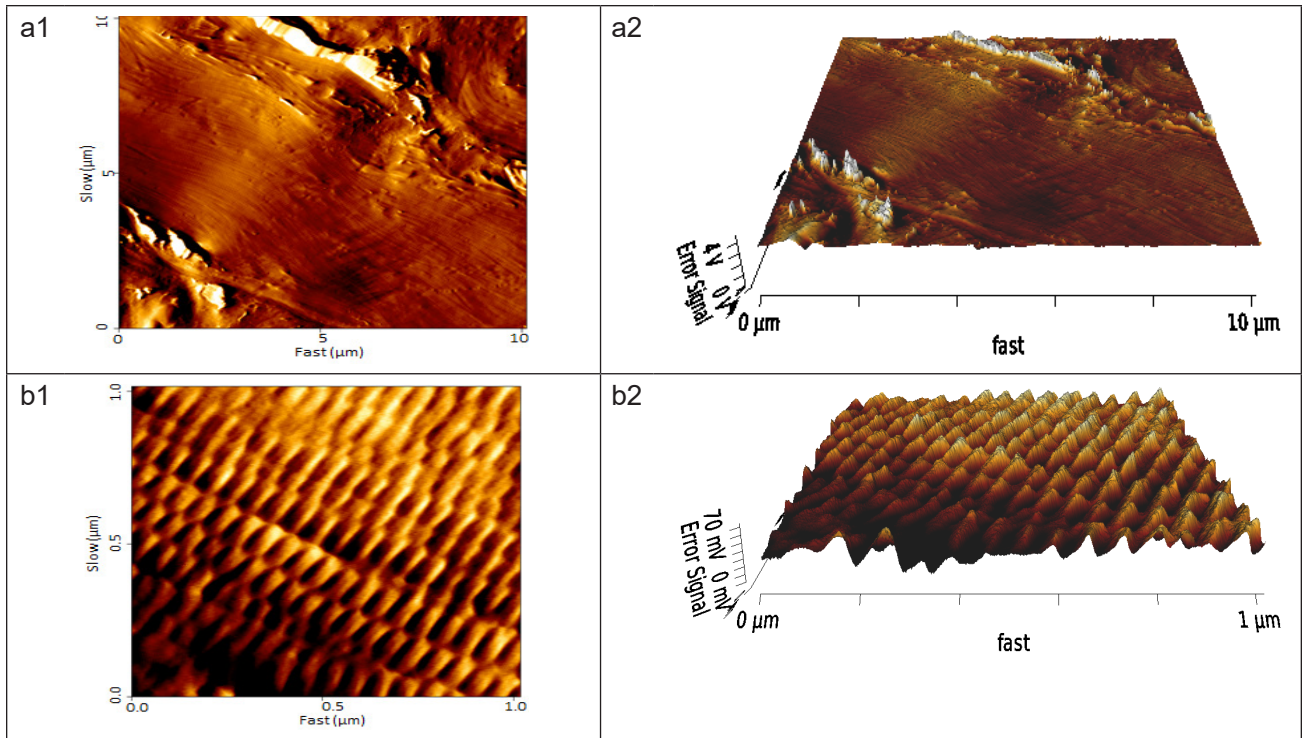 a1
10
5
0
Slow (µm)
0
5
10
Fast (µm)
a2
4 V
0 V
Error Signal
0 µm
10 µm
fast
b1
1.0
0.5
0.0
Slow (µm)
0.0
0.5
1.0
Fast (µm)
b2
70 mV
0 mV
Error Signal
0 µm
1 µm
fast